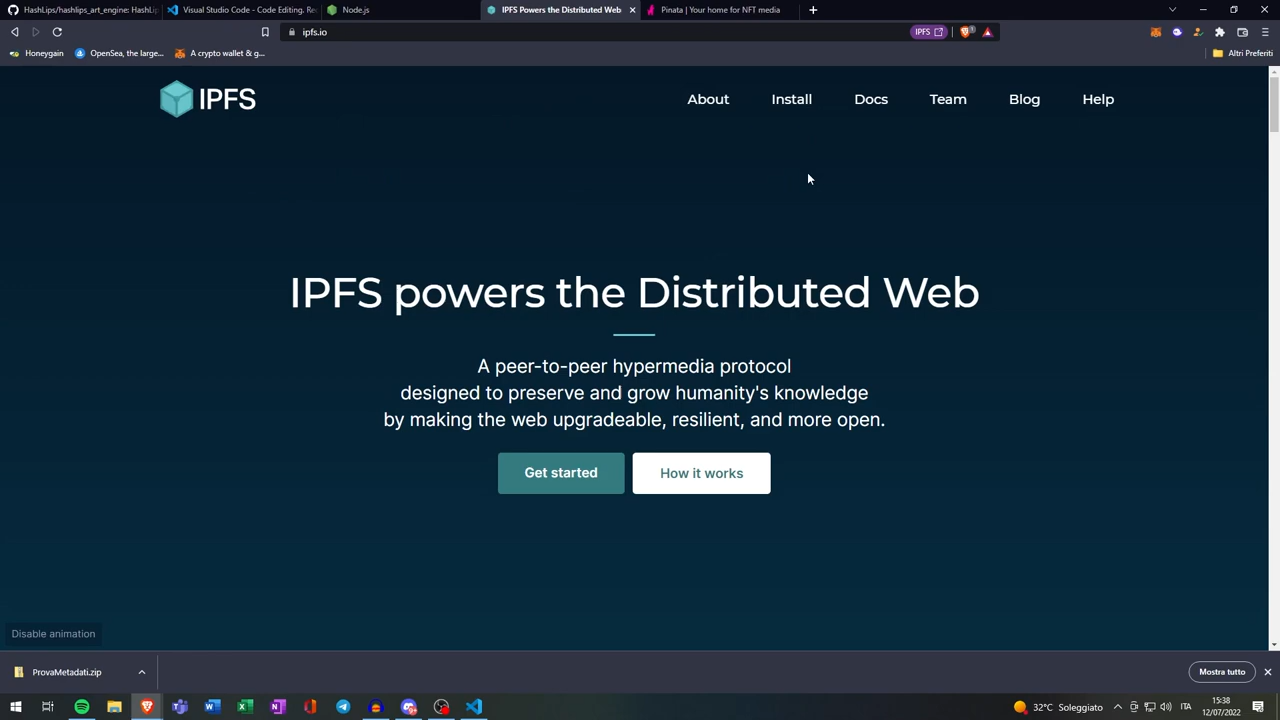 HashLips/hashlips_art_engine: HashLip
Visual Studio Code - Code Editing. Re
Node.js
IPFS Powers the Distributed Web
Pinata | Your home for NFT media
ipfs.io
IPFS
1
Honeygain
OpenSea, the large...
A crypto wallet & g...
Altri Preferiti
IPFS
About
Install
Docs
Team
Blog
Help
IPFS powers the Distributed Web
A peer-to-peer hypermedia protocol
designed to preserve and grow humanity's knowledge
by making the web upgradeable, resilient, and more open.
Get started
How it works
Disable animation
ProvaMetadati.zip
Mostra tutto
32°C Soleggiato
ITA
15:38
12/07/2022